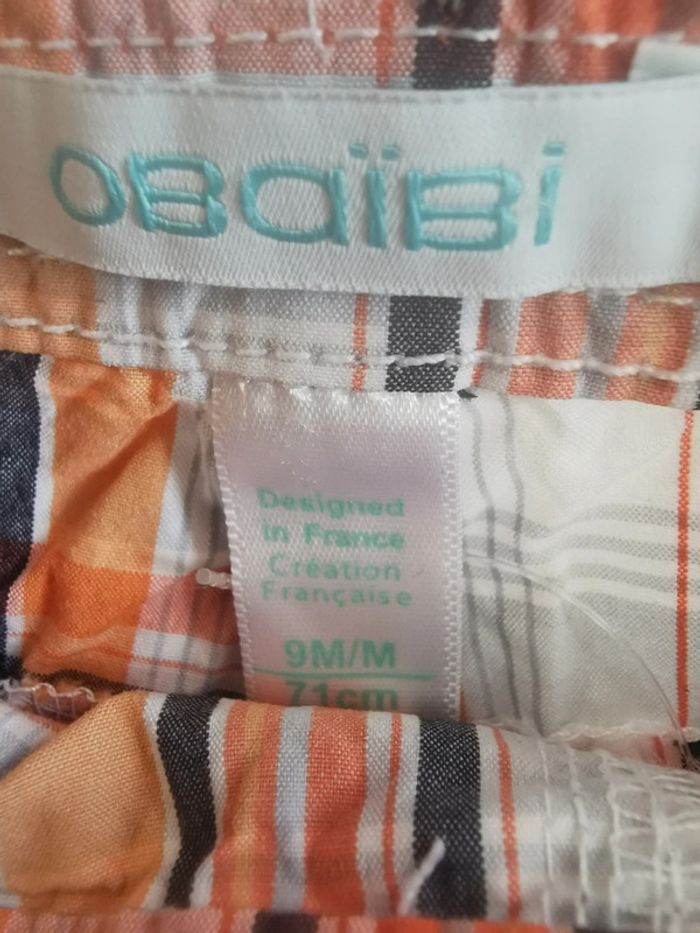 OBaïBi
Designed
in France
Création
Française
9M/M
71cm